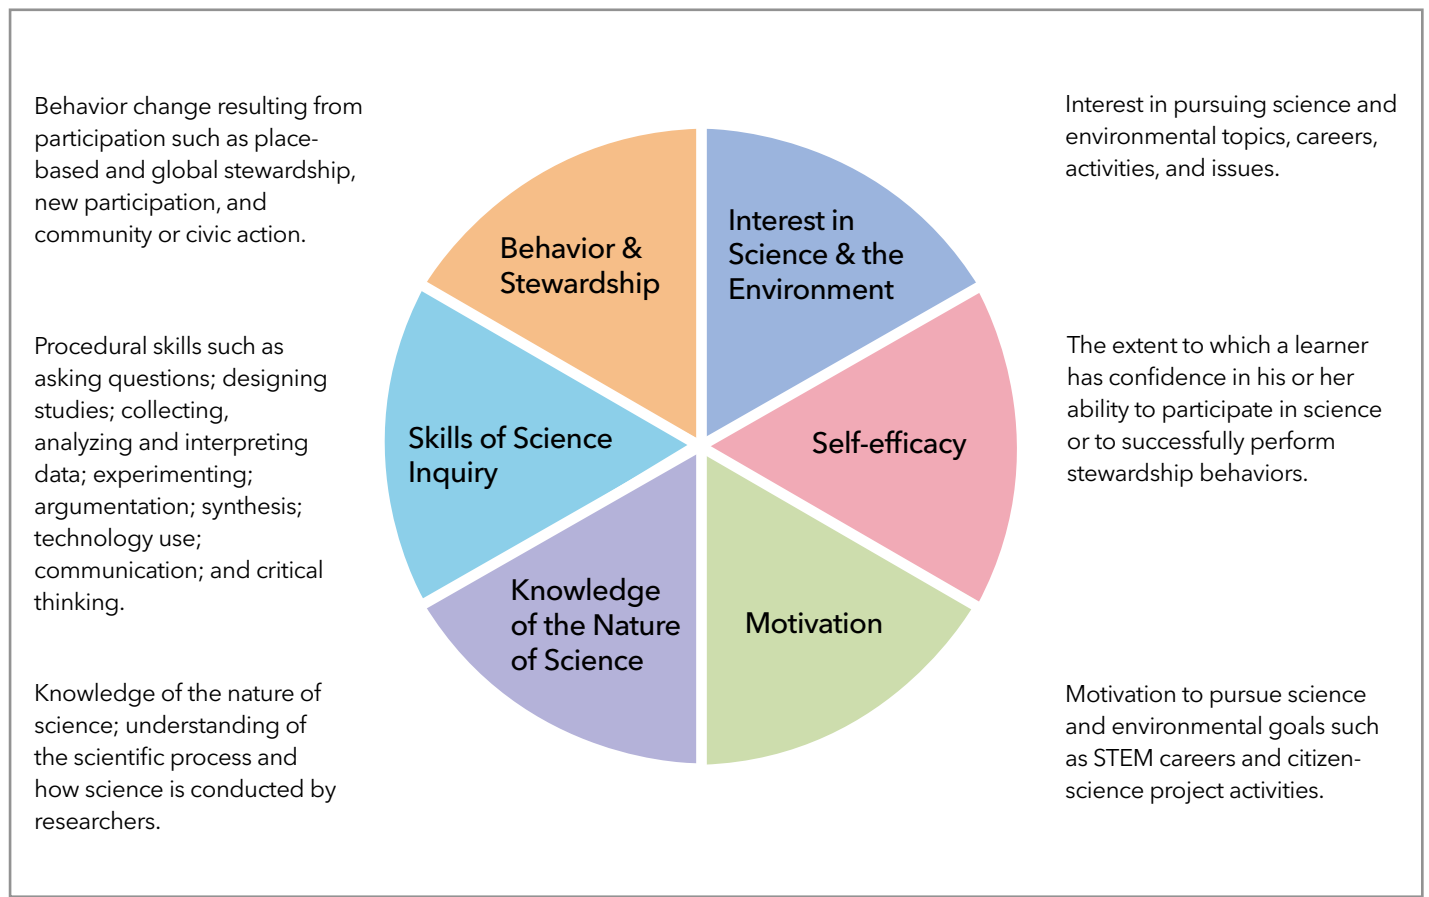 Behavior change resulting from
participation such as place-
based and global stewardship,
new participation, and
community or civic action.
Procedural skills such as
asking questions; designing
studies; collecting,
analyzing and interpreting
data; experimenting;
argumentation; synthesis;
technology use;
communication; and critical
thinking.
Knowledge of the nature of
science; understanding of
the scientific process and
how science is conducted by
researchers.
Behavior &
Stewardship
Skills of Science
Inquiry
Knowledge
of the Nature
of Science
Interest in
Science & the
Environment
Self-efficacy
Motivation
Interest in pursuing science and
environmental topics, careers,
activities, and issues.
The extent to which a learner
has confidence in his or her
ability to participate in science
or to successfully perform
stewardship behaviors.
Motivation to pursue science
and environmental goals such
as STEM careers and citizen-
science project activities.